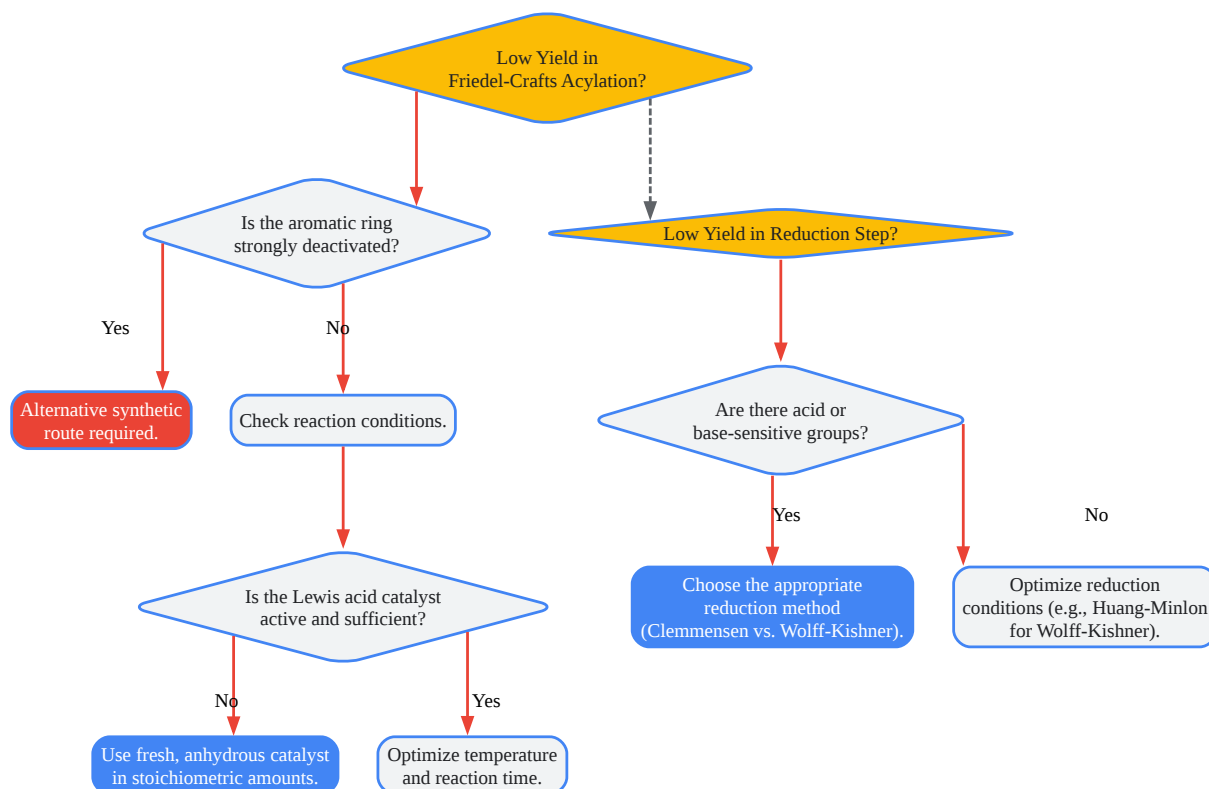 Low Yield in
Friedel-Crafts Acylation?
Is the aromatic ring
strongly deactivated?
Low Yield in Reduction Step?
Yes
No
Alternative synthetic
route required.
Check reaction conditions.
Are there acid or
base-sensitive groups?
Yes
No
Is the Lewis acid catalyst
active and sufficient?
Choose the appropriate
reduction method
(Clemmensen vs. Wolff-Kishner).
Optimize reduction
conditions (e.g., Huang-Minlon
for Wolff-Kishner).
No
Yes
Use fresh, anhydrous catalyst
in stoichiometric amounts.
Optimize temperature
and reaction time.